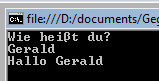 file:///D:/documents/Geg
Wie heißt du?
Gerald
Hallo Gerald